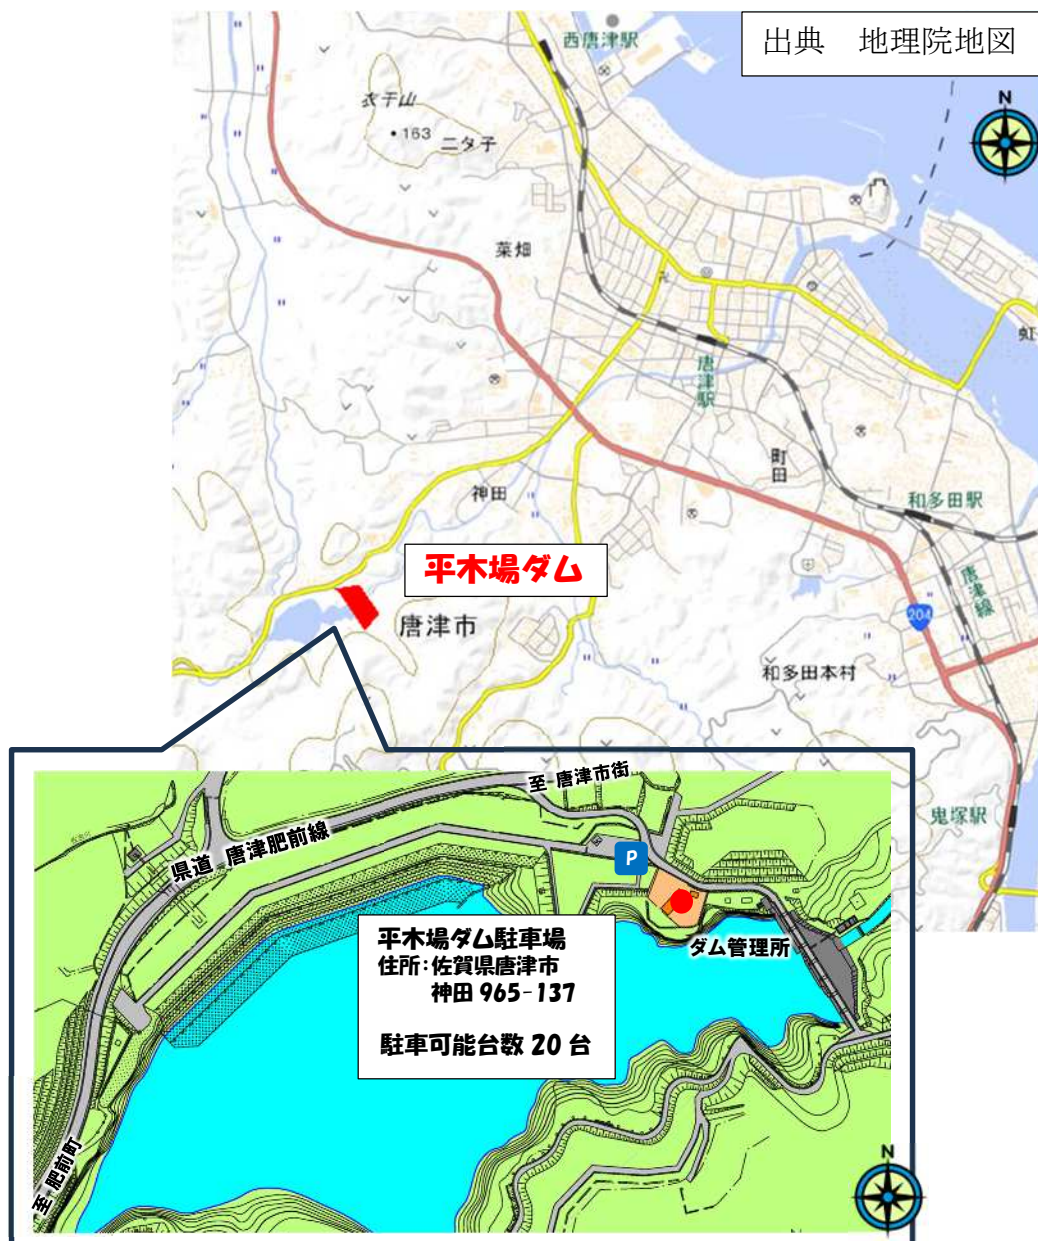 出典　地理院地図
西唐津駅
N
衣干山
・163
二タ子
菜畑
虹
唐津駅
町田
神田
和多田駅
平木場ダム
唐津線
204
唐津市
和多田本村
鬼塚駅
至 唐津市街
県道 唐津肥前線
P
平木場ダム駐車場
住所：佐賀県唐津市
神田 965-137
駐車可能台数 20 台
ダム管理所
至 肥前町
N